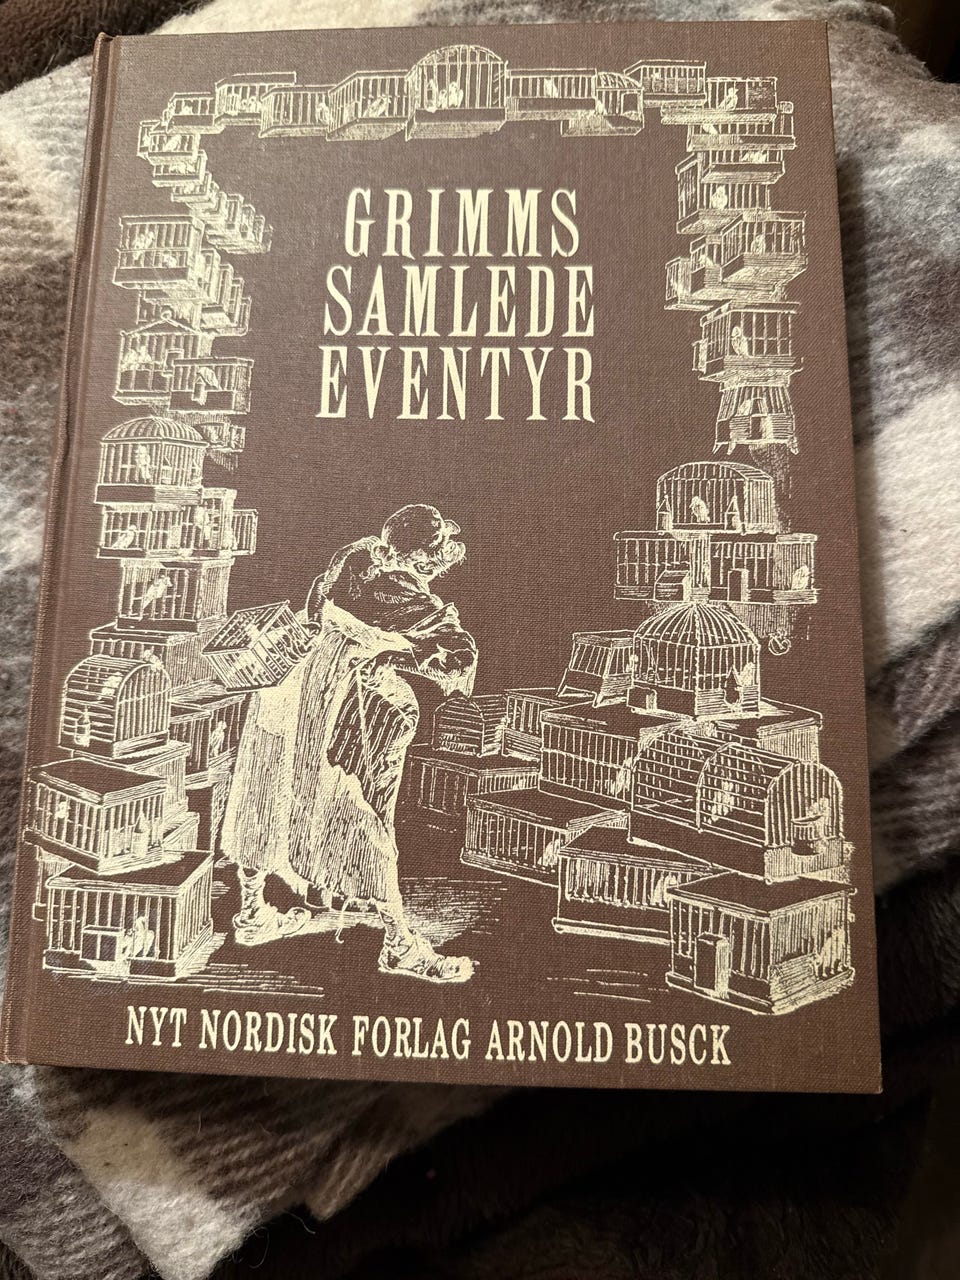 GRIMMS
SAMLEDE
EVENTYR
NYT NORDISK FORLAG ARNOLD BUSCK